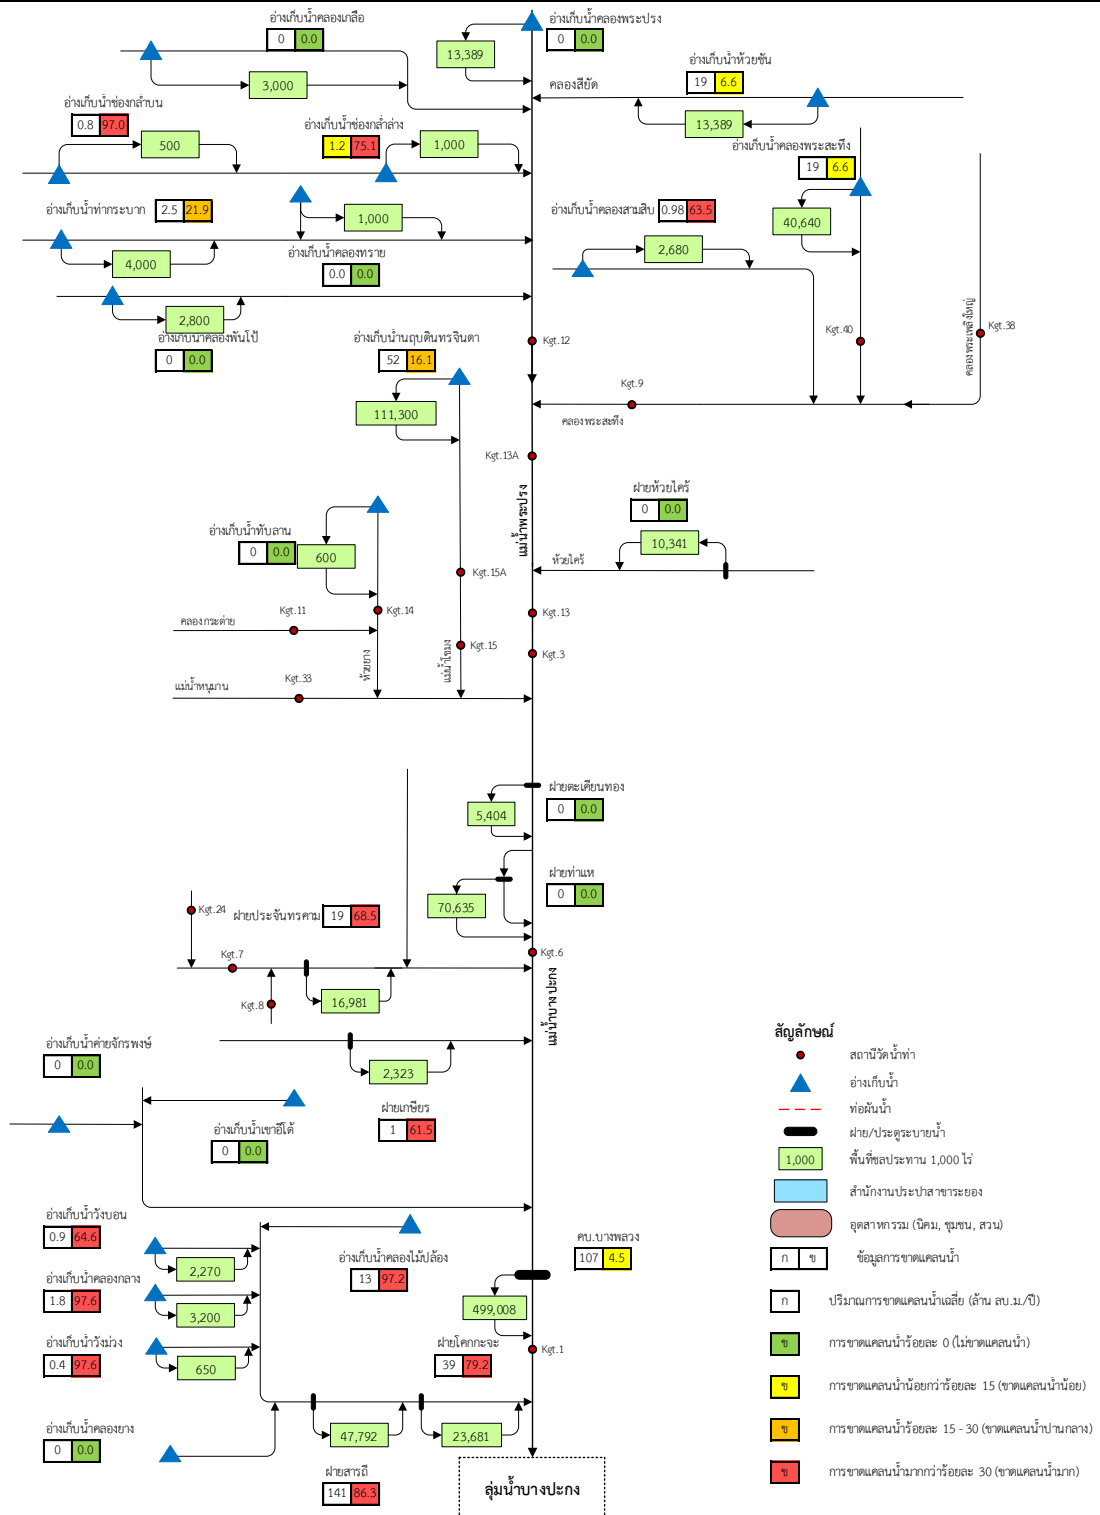 อ่างเก็บน้ำคลองเกลือ
0 0.0
3,000
13,389
อ่างเก็บน้ำคลองพระปรง
0 0.0
คลองสียัด
อ่างเก็บน้ำห้วยชัน
19 6.6
13,389
อ่างเก็บน้ำช่องกล่ำบน
0.8 97.0
500
อ่างเก็บน้ำช่องกล่ำล่าง
1.2 75.1
1,000
อ่างเก็บน้ำคลองพระสะทึง
19 6.6
40,640
อ่างเก็บน้ำท่ากระบาก
2.5 21.9
4,000
1,000
อ่างเก็บน้ำคลองทราย
0.0 0.0
อ่างเก็บน้ำคลองสามสิบ
0.98 63.5
2,680
2,800
อ่างเก็บน้ำคลองพันโป้
0 0.0
อ่างเก็บน้ำนฤบดินทรจินดา
52 16.1
111,300
Kgt.12
Kgt.40
คลองพระเพลิงใหญ่
Kgt.38
Kgt.9
คลองพระสะทึง
Kgt.13A
แม่น้ำพระปรง
ฝายห้วยไคร้
0 0.0
10,341
ห้วยไคร้
อ่างเก็บน้ำทับลาน
0 0.0
600
Kgt.15A
Kgt.14
Kgt.11
คลองกระต่าย
Kgt.13
Kgt.15
Kgt.3
ห้วยยาง
แม่น้ำโสมง
Kgt.33
แม่น้ำหนุมาน
ฝายตะเคียนทอง
0 0.0
5,404
ฝายท่าแห
0 0.0
70,635
Kgt.24
ฝายประจันทรคาม
19 68.5
Kgt.6
Kgt.7
Kgt.8
16,981
แม่น้ำบางปะกง
อ่างเก็บน้ำค่ายจักรพงษ์
0 0.0
2,323
ฝายเกษียร
1 61.5
อ่างเก็บน้ำเขาอีโต้
0 0.0
อ่างเก็บน้ำวังบอน
0.9 64.6
2,270
อ่างเก็บน้ำคลองไม้ปล้อง
13 97.2
คบ.บางพลวง
107 4.5
อ่างเก็บน้ำคลองกลาง
1.8 97.6
3,200
499,008
อ่างเก็บน้ำวังม่วง
0.4 97.6
650
ฝายโคกกะจะ
39 79.2
Kgt.1
อ่างเก็บน้ำคลองยาง
0 0.0
47,792
23,681
ฝายสารถี
141 86.3
ลุ่มน้ำบางปะกง
สัญลักษณ์
สถานีวัดน้ำท่า
อ่างเก็บน้ำ
ท่อผันน้ำ
ฝาย/ประตูระบายน้ำ
1,000 พื้นที่ชลประทาน 1,000 ไร่
สำนักงานประปาสาขาระยอง
อุตสาหกรรม (นิคม, ชุมชน, สวน)
ก ข ข้อมูลการขาดแคลนน้ำ
ก ปริมาณการขาดแคลนน้ำเฉลี่ย (ล้าน ลบ.ม./ปี)
ข การขาดแคลนน้ำร้อยละ 0 (ไม่ขาดแคลนน้ำ)
ข การขาดแคลนน้ำน้อยกว่าร้อยละ 15 (ขาดแคลนน้ำน้อย)
ข การขาดแคลนน้ำร้อยละ 15 - 30 (ขาดแคลนน้ำปานกลาง)
ข การขาดแคลนน้ำมากกว่าร้อยละ 30 (ขาดแคลนน้ำมาก)